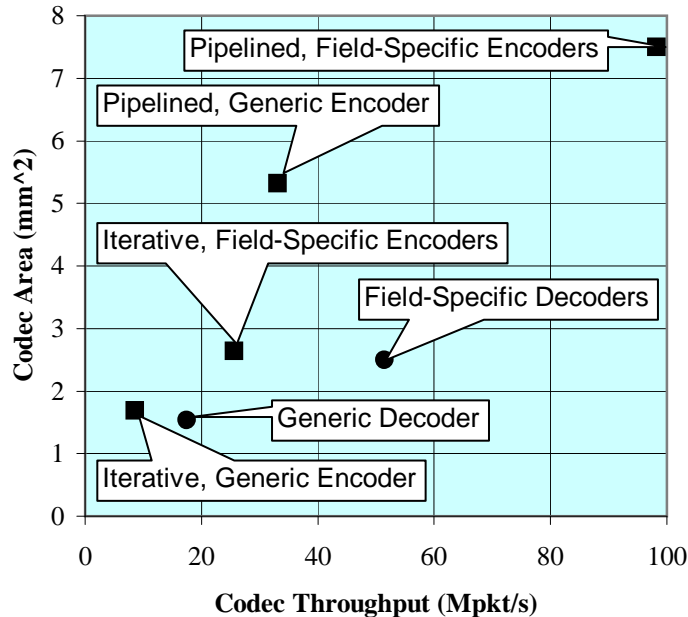 8
Pipelined, Field-Specific Encoders
7
Pipelined, Generic Encoder
6
5
Iterative, Field-Specific Encoders
4
Field-Specific Decoders
3
2
Generic Decoder
1
Iterative, Generic Encoder
0
Codec Area (mm^2)
0 20 40 60 80 100
Codec Throughput (Mpkt/s)